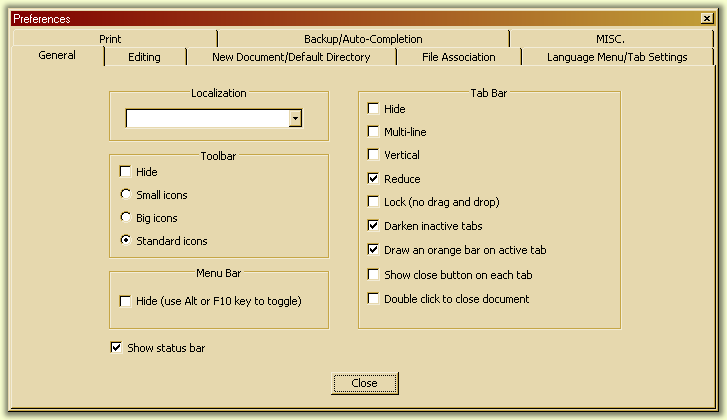 Preferences
Print
Backup/Auto-Completion
MISC.
General
Editing
New Document/Default Directory
File Association
Language Menu/Tab Settings
Localization
Toolbar
Hide
Small icons
Big icons
Standard icons
Menu Bar
Hide (use Alt or F10 key to toggle)
Show status bar
Tab Bar
Hide
Multi-line
Vertical
Reduce
Lock (no drag and drop)
Darken inactive tabs
Draw an orange bar on active tab
Show close button on each tab
Double click to close document
Close